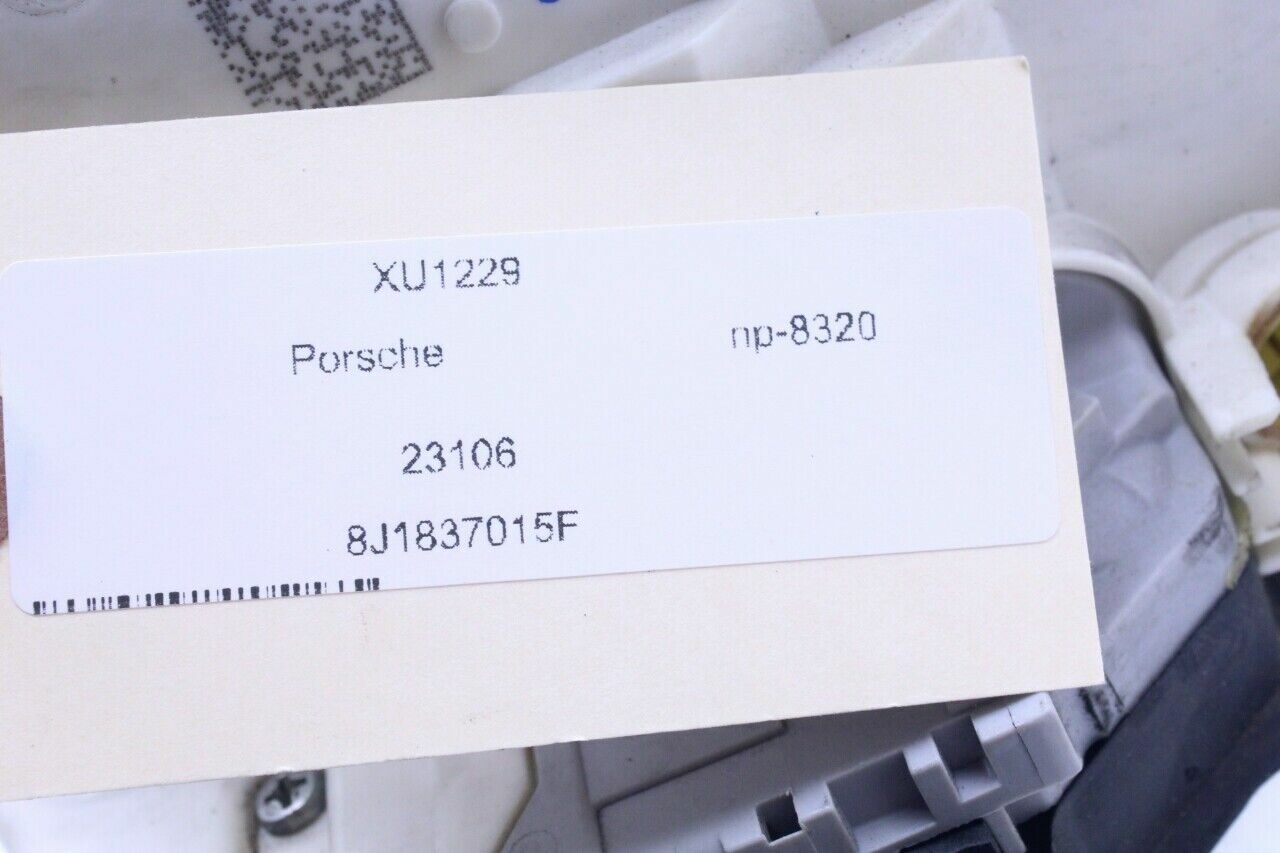 XU1229
Porsche
np-8320
23106
8J1837015F